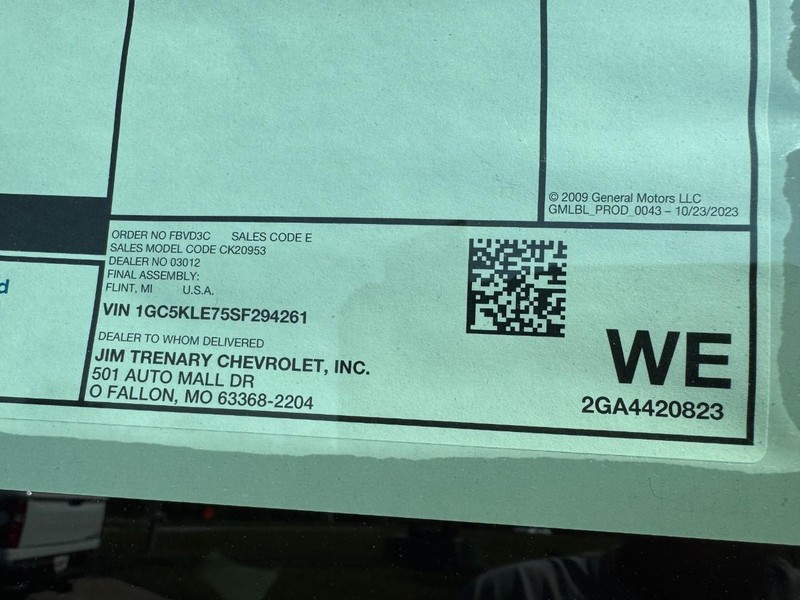 © 2009 General Motors LLC
GMLBL_PROD_0043 – 10/23/2023
ORDER NO FBVD3C SALES CODE E
SALES MODEL CODE CK20953
DEALER NO 03012
FINAL ASSEMBLY:
FLINT, MI U.S.A.
VIN 1GC5KLE75SF294261
DEALER TO WHOM DELIVERED
JIM TRENARY CHEVROLET, INC.
501 AUTO MALL DR
O FALLON, MO 63368-2204
WE
2GA4420823